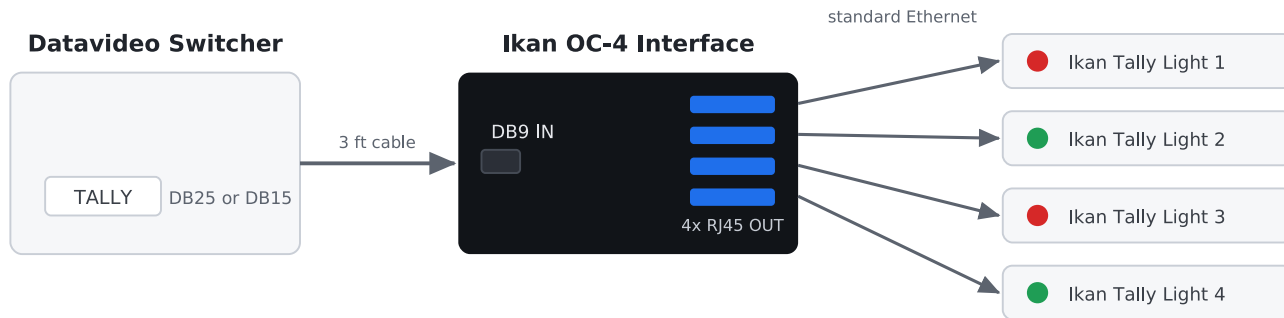 standard Ethernet
Datavideo Switcher
Ikan OC-4 Interface
Ikan Tally Light 1
DB9 IN
3 ft cable
Ikan Tally Light 2
TALLY
DB25 or DB15
Ikan Tally Light 3
4x RJ45 OUT
Ikan Tally Light 4